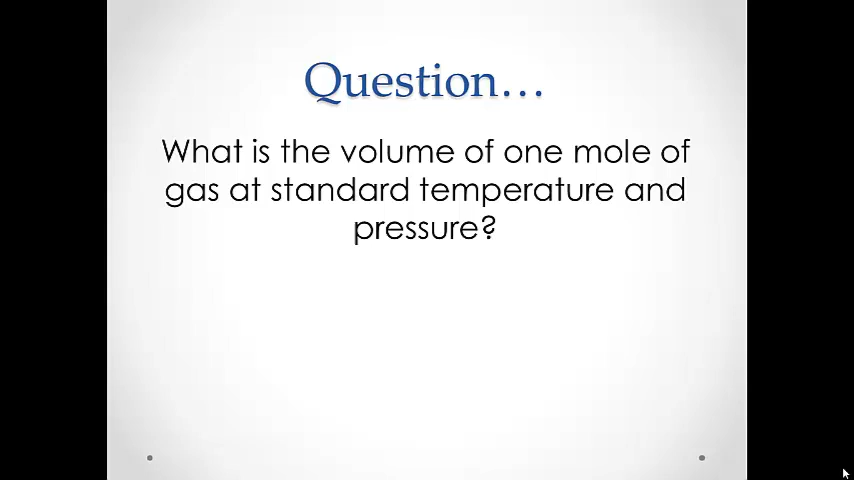 Question…
What is the volume of one mole of
gas at standard temperature and
pressure?